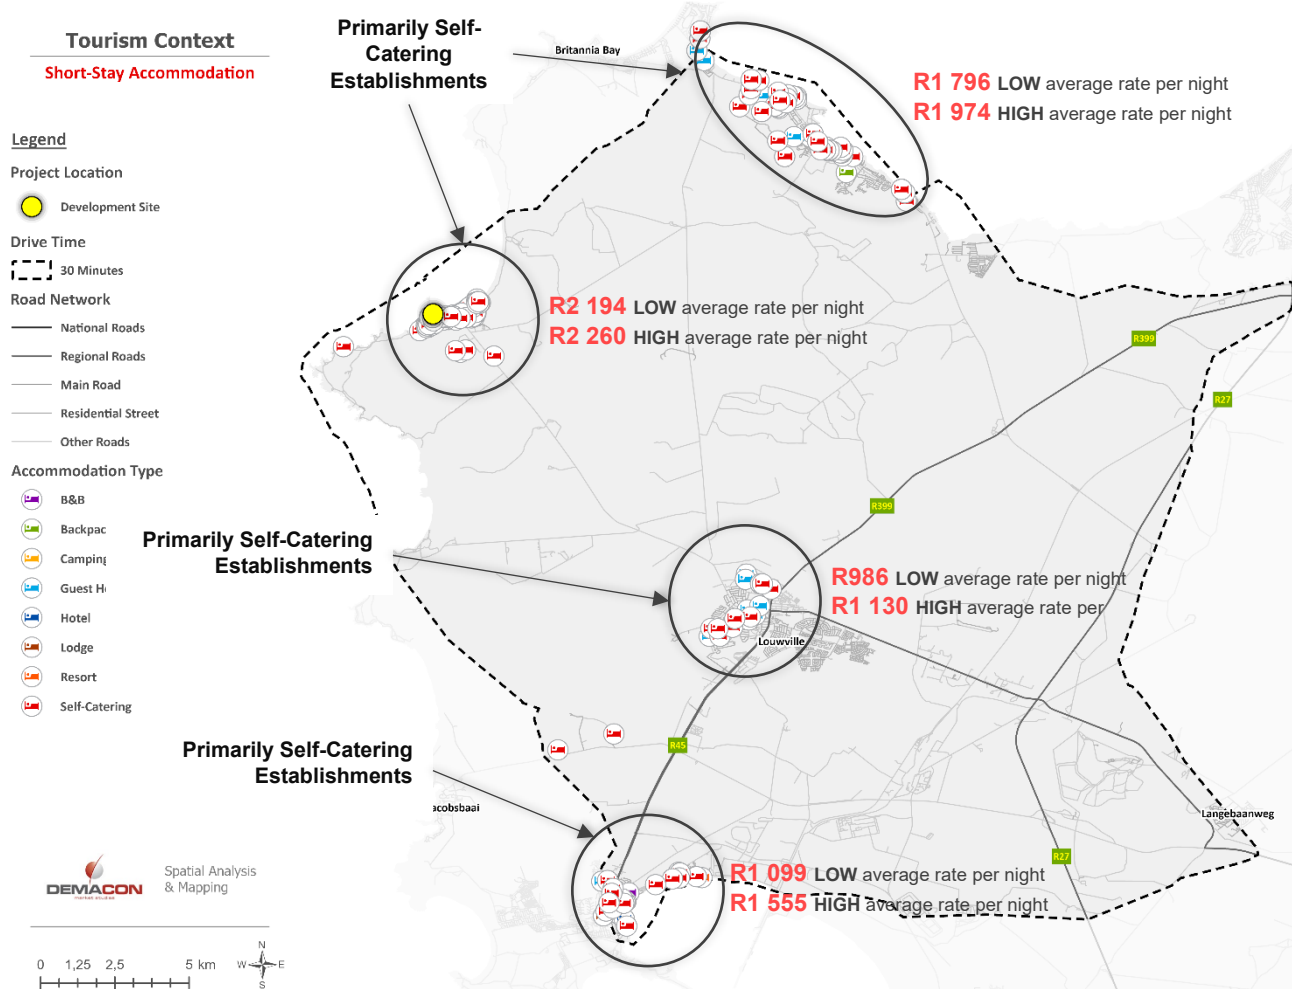 Tourism Context
Short-Stay Accommodation
Legend
Project Location
Development Site
Drive Time
30 Minutes
Road Network
National Roads
Regional Roads
Main Road
Residential Street
Other Roads
Accommodation Type
B&B
Backpac
Camping
Guest H
Hotel
Lodge
Resort
Self-Catering
DEMACON
market studies
Spatial Analysis
& Mapping
0 1,25 2,5 5 km
N
W E
S
Primarily Self-
Catering
Establishments
Britannia Bay
R1 796 LOW average rate per night
R1 974 HIGH average rate per night
R2 194 LOW average rate per night
R2 260 HIGH average rate per night
R399
R27
R399
Primarily Self-Catering
Establishments
R986 LOW average rate per night
R1 130 HIGH average rate per
Louwville
Primarily Self-Catering
Establishments
R45
acobsbaai
Langebaanweg
R27
R1 099 LOW average rate per night
R1 555 HIGH average rate per night